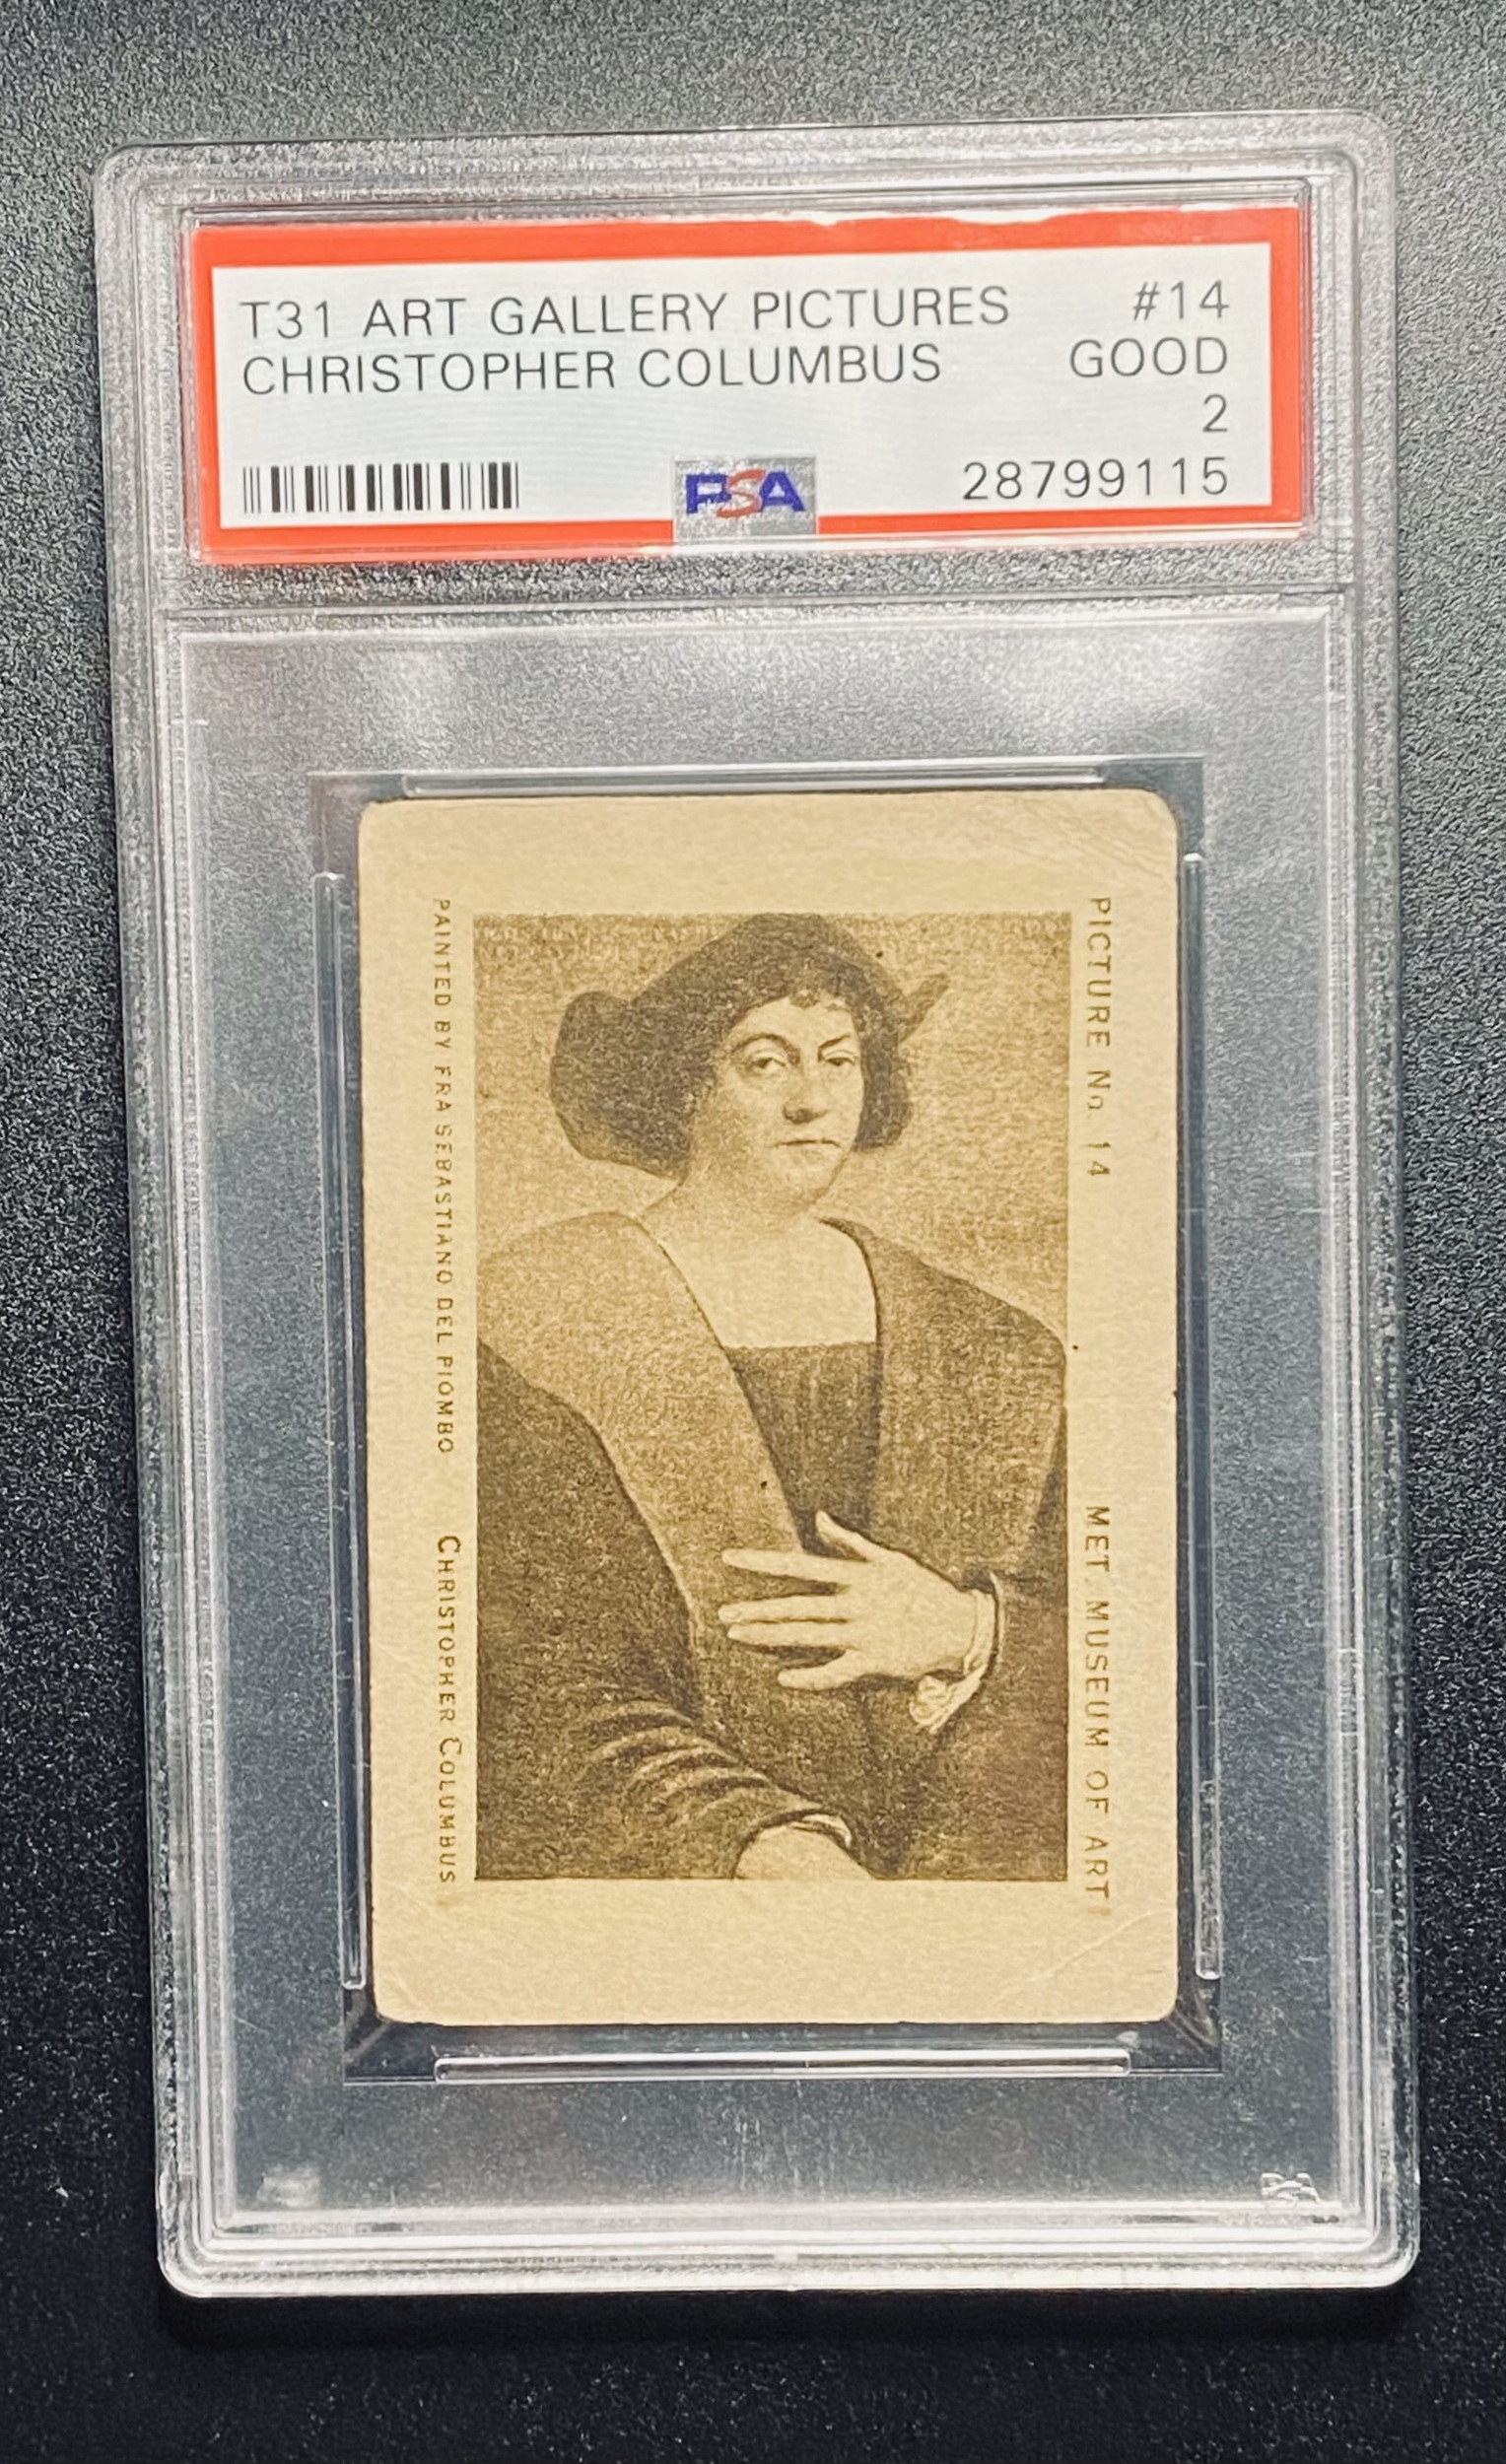 T31 ART GALLERY PICTURES #14
CHRISTOPHER COLUMBUS GOOD
2
PSA 28799115
PICTURE No 14 MET. MUSEUM OF ART
PAINTED BY FRA SEBASTIANO DEL PIOMBO CHRISTOPHER COLUMBUS
PSA